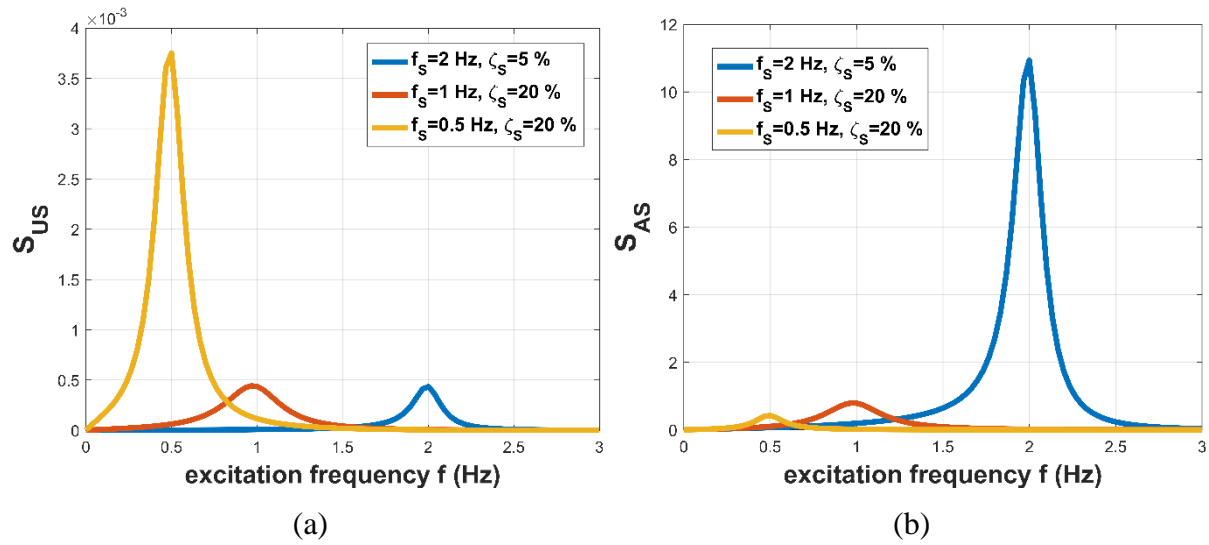 ×10⁻³
4
3.5
3
2.5
2
1.5
1
0.5
0
S_US
f_S=2 Hz, ζ_S=5 %
f_S=1 Hz, ζ_S=20 %
f_S=0.5 Hz, ζ_S=20 %
0 0.5 1 1.5 2 2.5 3
excitation frequency f (Hz)
(a)
12
10
8
6
4
2
0
S_AS
f_S=2 Hz, ζ_S=5 %
f_S=1 Hz, ζ_S=20 %
f_S=0.5 Hz, ζ_S=20 %
0 0.5 1 1.5 2 2.5 3
excitation frequency f (Hz)
(b)